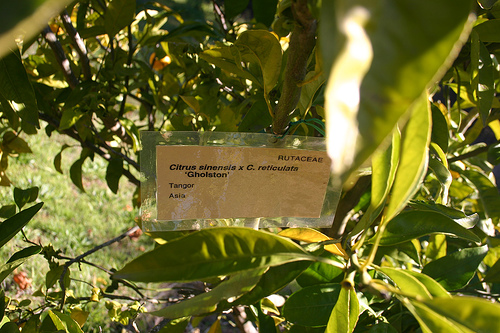 RUTACEAE
Citrus sinensis x C. reticulata
'Gholston'
Tangor
Asia